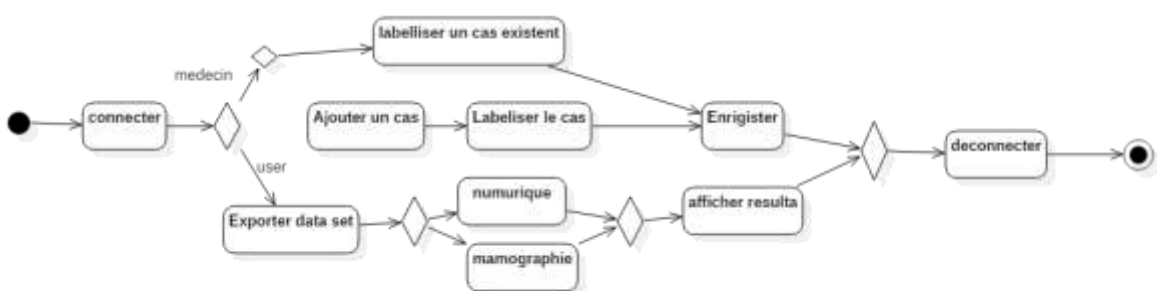 labelliser un cas existent
medecin
connecter
Ajouter un cas
Labeliser le cas
Enrigister
deconnecter
user
numurique
Exporter data set
afficher resulta
mamographie